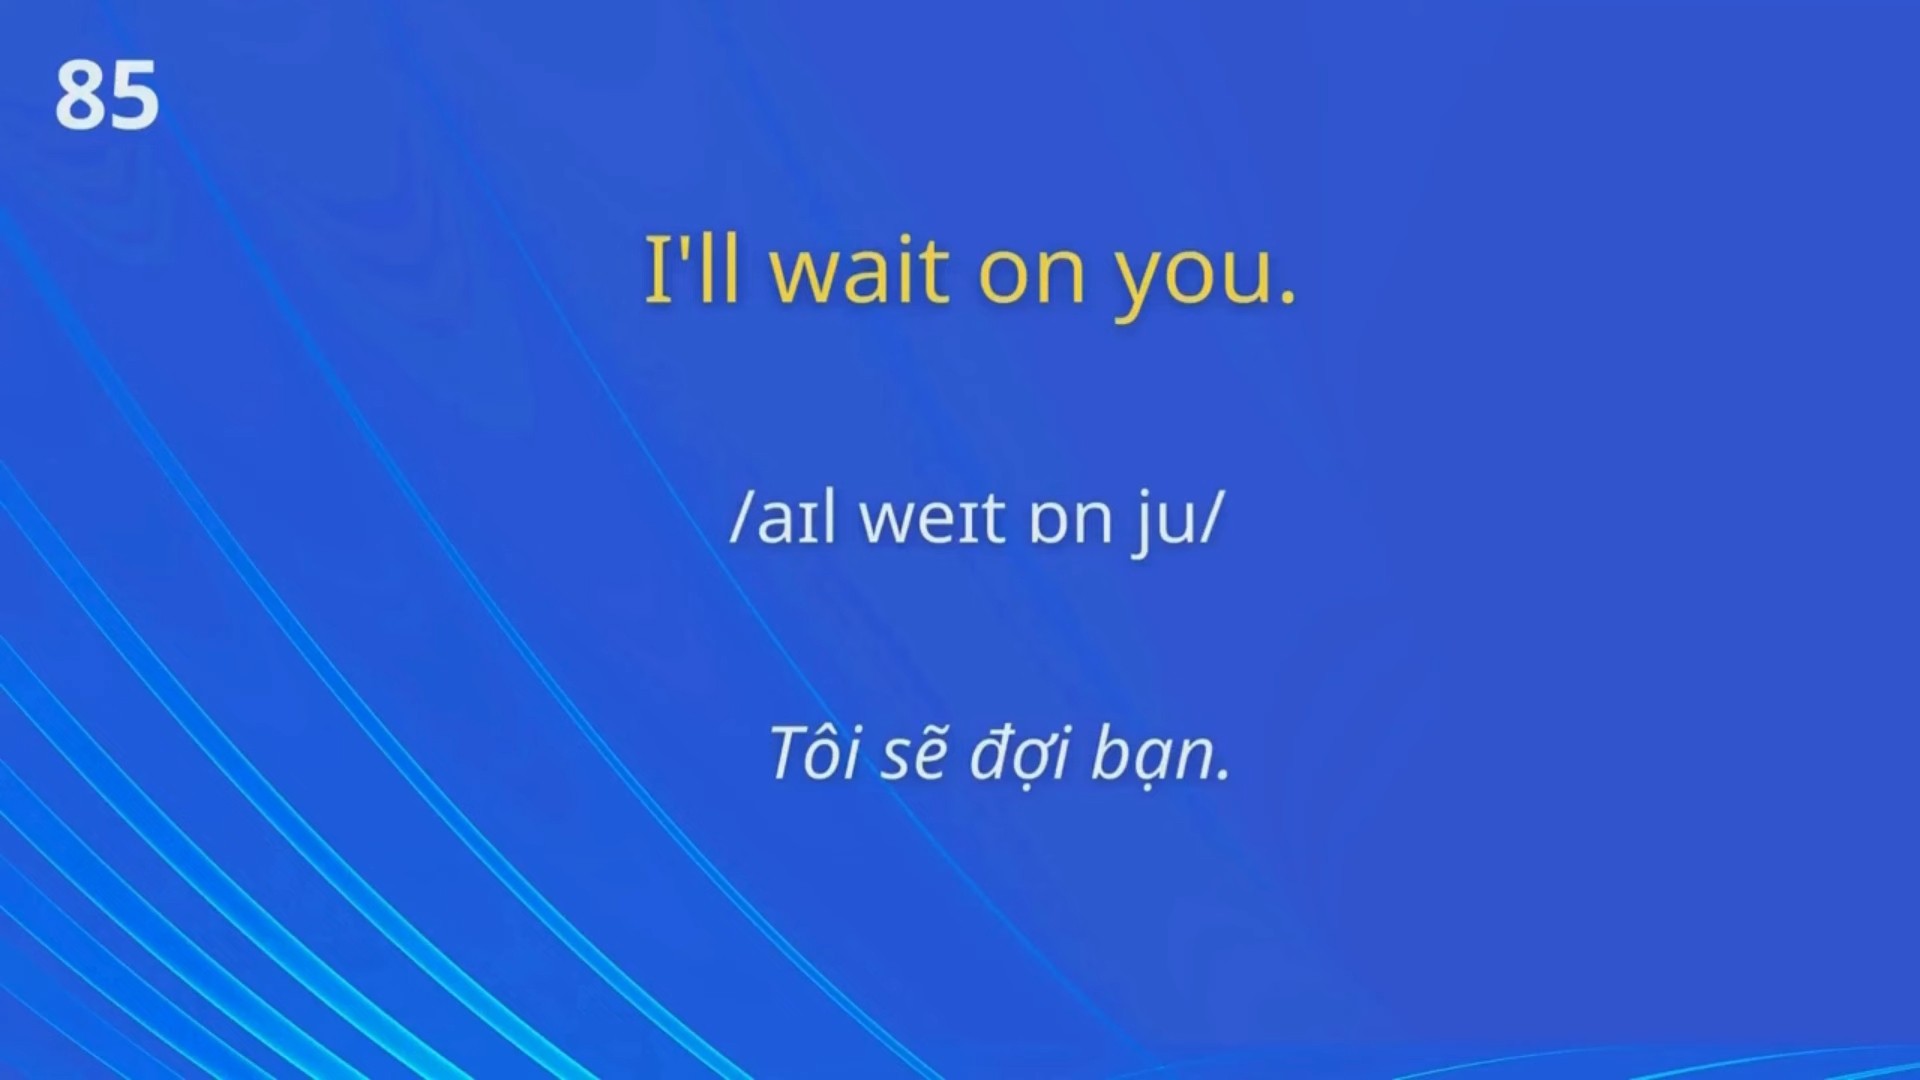 85
I'll wait on you.
/aɪl weɪt ɒn ju/
Tôi sẽ đợi bạn.